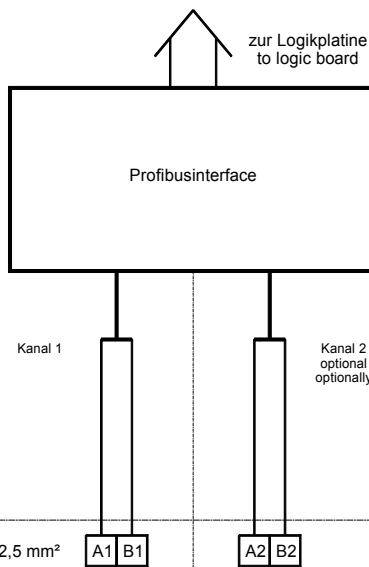 zur Logikplatine
to logic board
Profibusinterface
Kanal 1
Kanal 2
optional
optionally
2,5 mm²
A1 B1
A2 B2